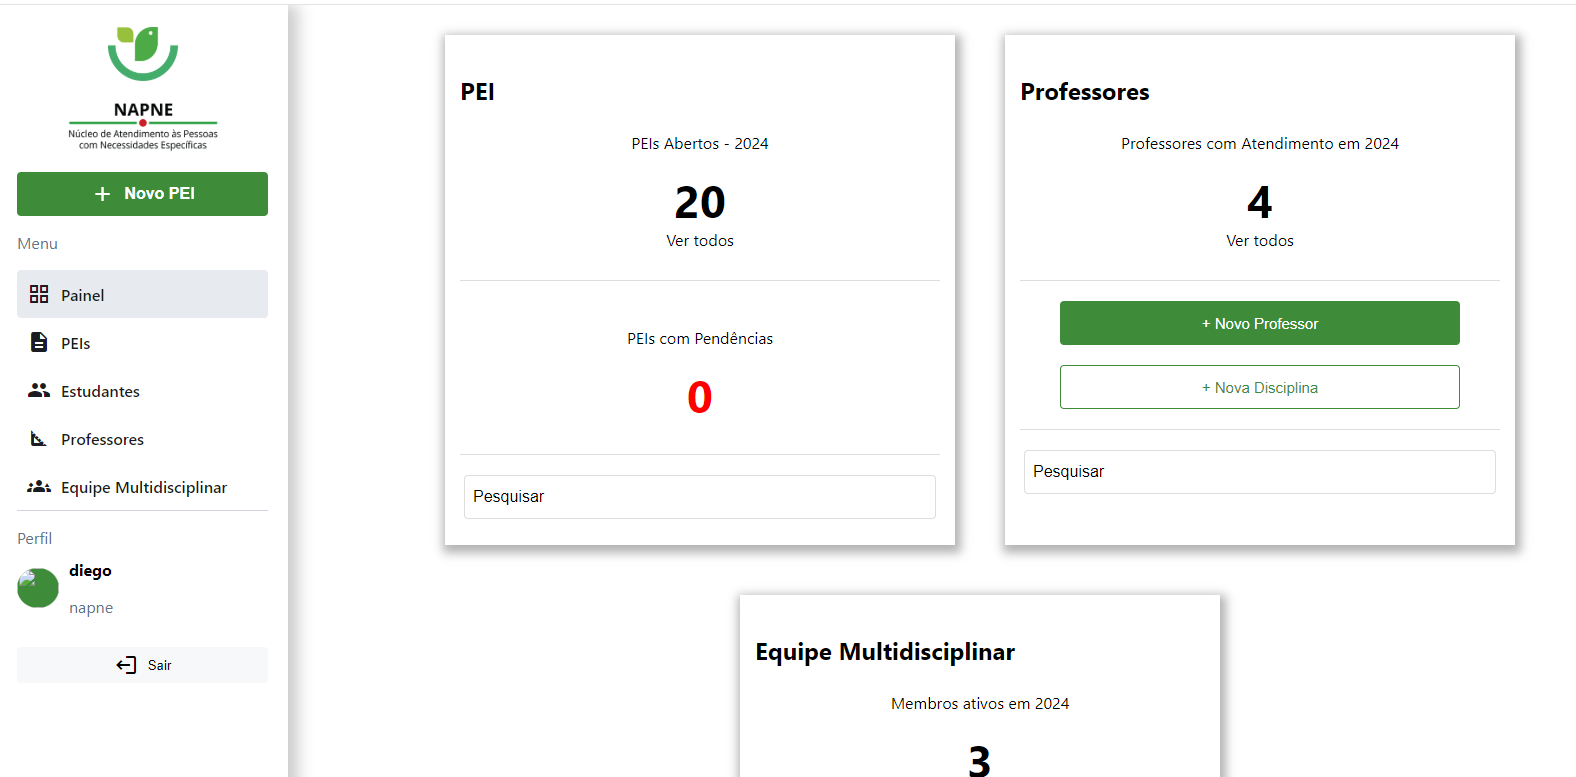 NAPNE
Núcleo de Atendimento às Pessoas
com Necessidades Específicas
+ Novo PEI
Menu
Painel
PEIs
Estudantes
Professores
Equipe Multidisciplinar
Perfil
diego
napne
Sair
PEI
PEIs Abertos - 2024
20
Ver todos
PEIs com Pendências
0
Pesquisar
Professores
Professores com Atendimento em 2024
4
Ver todos
+ Novo Professor
+ Nova Disciplina
Pesquisar
Equipe Multidisciplinar
Membros ativos em 2024
3